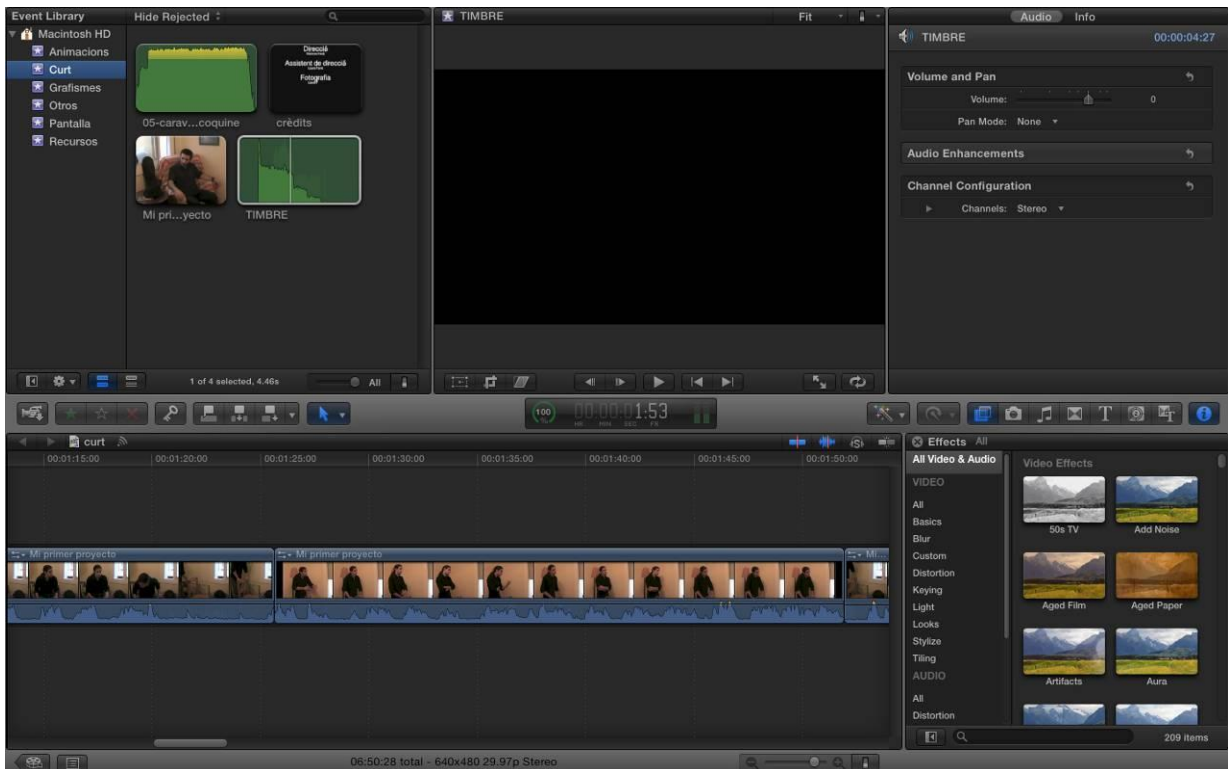 Event Library
Hide Rejected
Macintosh HD
Animacions
Curt
Grafismes
Otros
Pantalla
Recursos
Direcció
Assistent de direcció
Fotografia
05-carav...coquine
crèdits
Mi pri...yecto
TIMBRE
1 of 4 selected, 4.46s
All
TIMBRE
Fit
Audio
Info
TIMBRE
00:00:04:27
Volume and Pan
Volume:
0
Pan Mode: None
Audio Enhancements
Channel Configuration
Channels: Stereo
100
%
00:00:01:53
HR MIN SEC FR
curt
00:01:15:00
00:01:20:00
00:01:25:00
00:01:30:00
00:01:35:00
00:01:40:00
00:01:45:00
00:01:50:00
Mi primer proyecto
Mi primer proyecto
Mi...
06:50:28 total - 640x480 29.97p Stereo
Effects All
All Video & Audio
VIDEO
All
Basics
Blur
Custom
Distortion
Keying
Light
Looks
Stylize
Tiling
AUDIO
All
Distortion
Video Effects
50s TV
Add Noise
Aged Film
Aged Paper
Artifacts
Aura
209 items